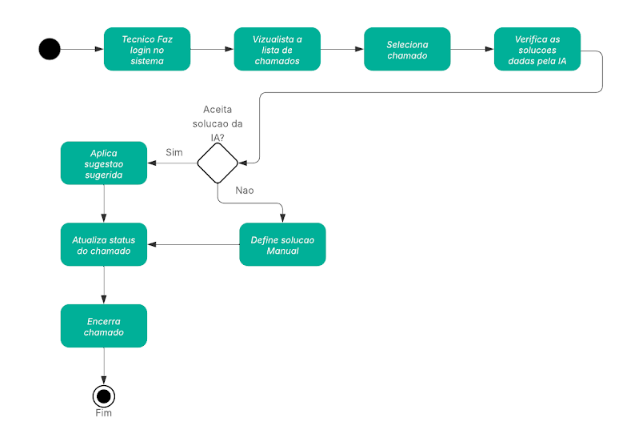 Tecnico Faz
login no
sistema
Vizualista a
lista de
chamados
Seleciona
chamado
Verifica as
solucoes
dadas pela IA
Aceita
solucao da
IA?
Sim
Aplica
sugestao
sugerida
Nao
Atualiza status
do chamado
Define solucao
Manual
Encerra
chamado
Fim